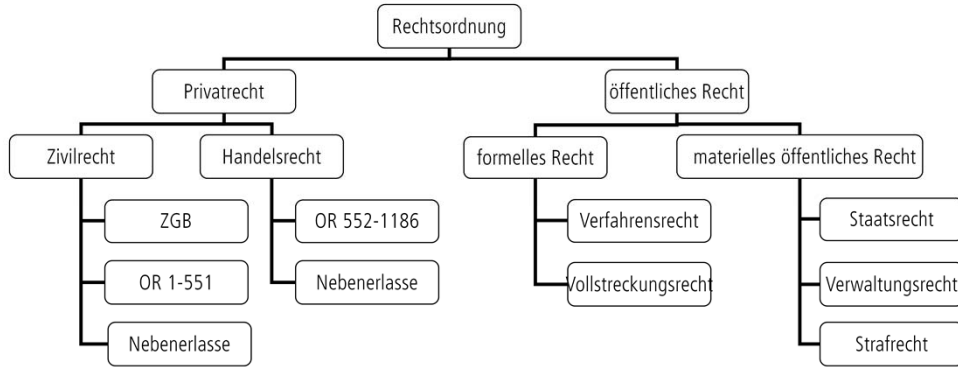 Rechtsordnung
Privatrecht
öffentliches Recht
Zivilrecht
Handelsrecht
formelles Recht
materielles öffentliches Recht
ZGB
OR 552-1186
Verfahrensrecht
Staatsrecht
OR 1-551
Nebenerlasse
Vollstreckungsrecht
Verwaltungsrecht
Nebenerlasse
Strafrecht